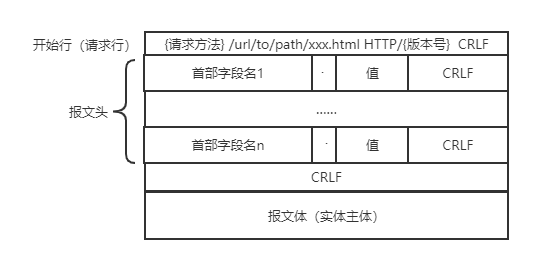 开始行（请求行） {请求方法} /url/to/path/xxx.html HTTP/{版本号} CRLF
首部字段名1 . 值 CRLF
报文头 ......
首部字段名n . 值 CRLF
CRLF
报文体（实体主体）